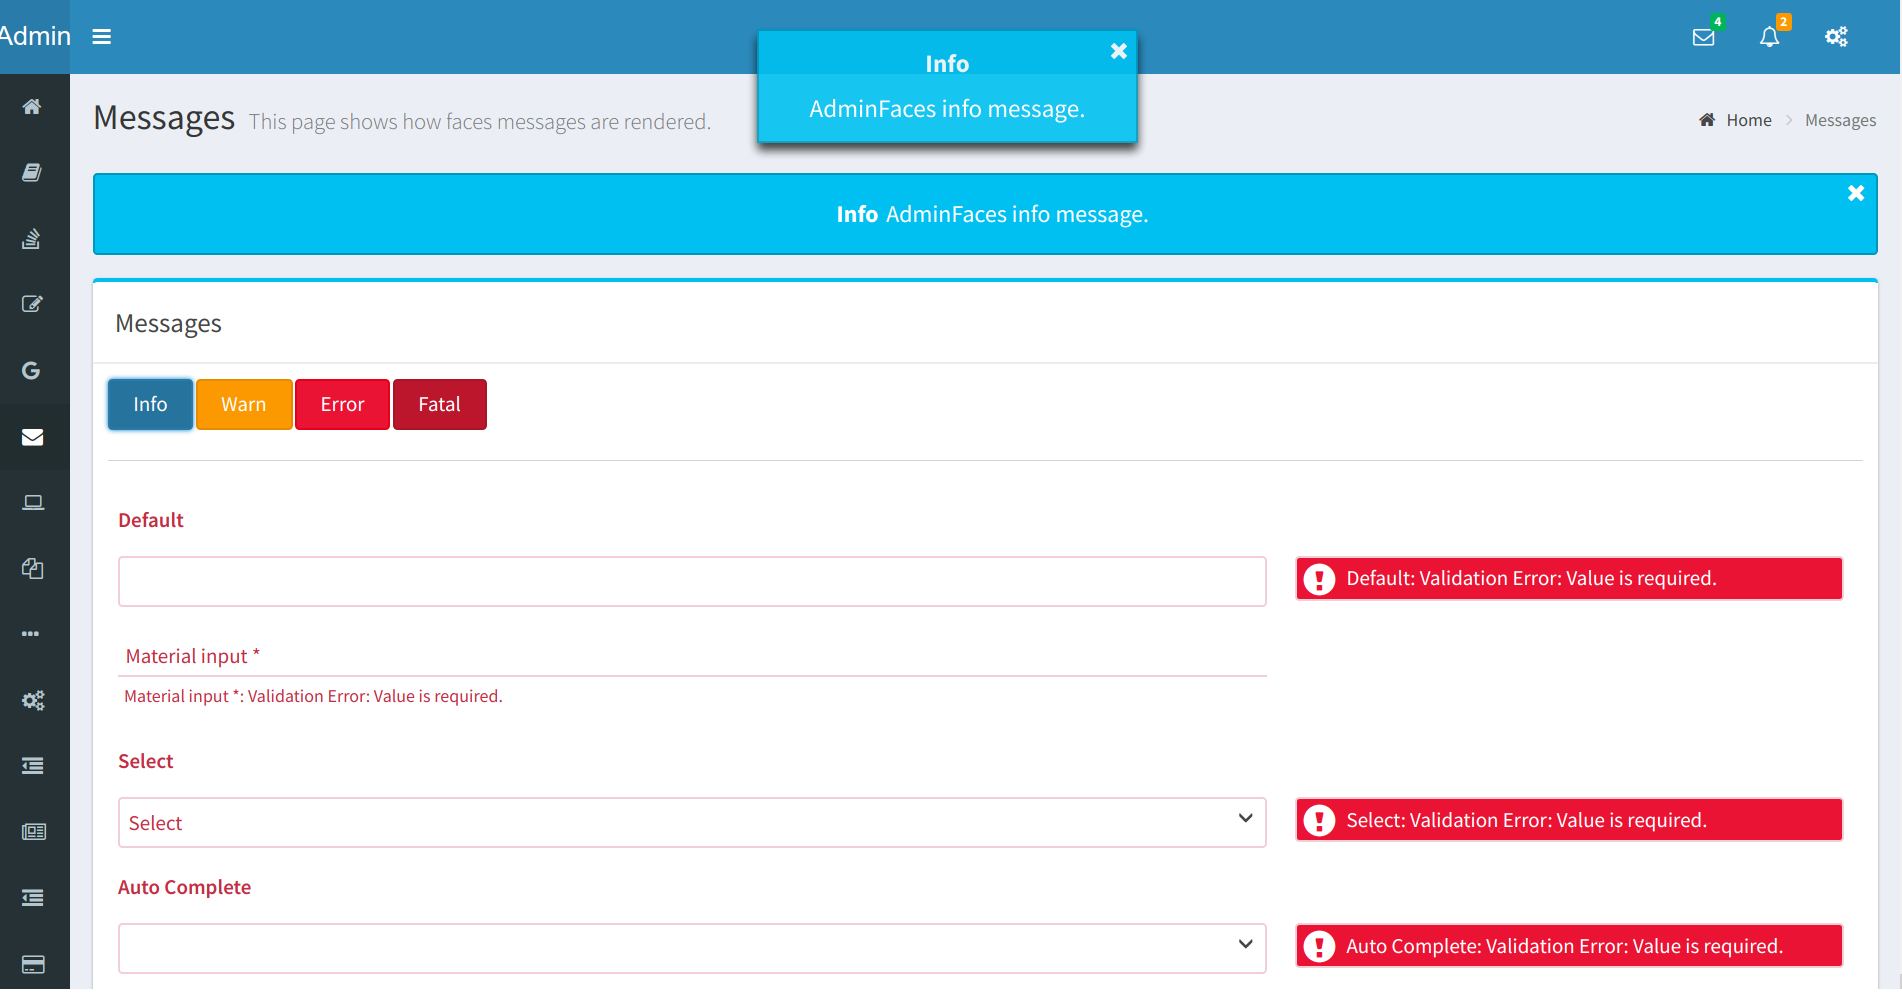 Admin
4
2
Info
AdminFaces info message.
Messages This page shows how faces messages are rendered.
Home Messages
Info AdminFaces info message.
Messages
Info Warn Error Fatal
Default
Default: Validation Error: Value is required.
Material input *
Material input *: Validation Error: Value is required.
Select
Select
Select: Validation Error: Value is required.
Auto Complete
Auto Complete: Validation Error: Value is required.